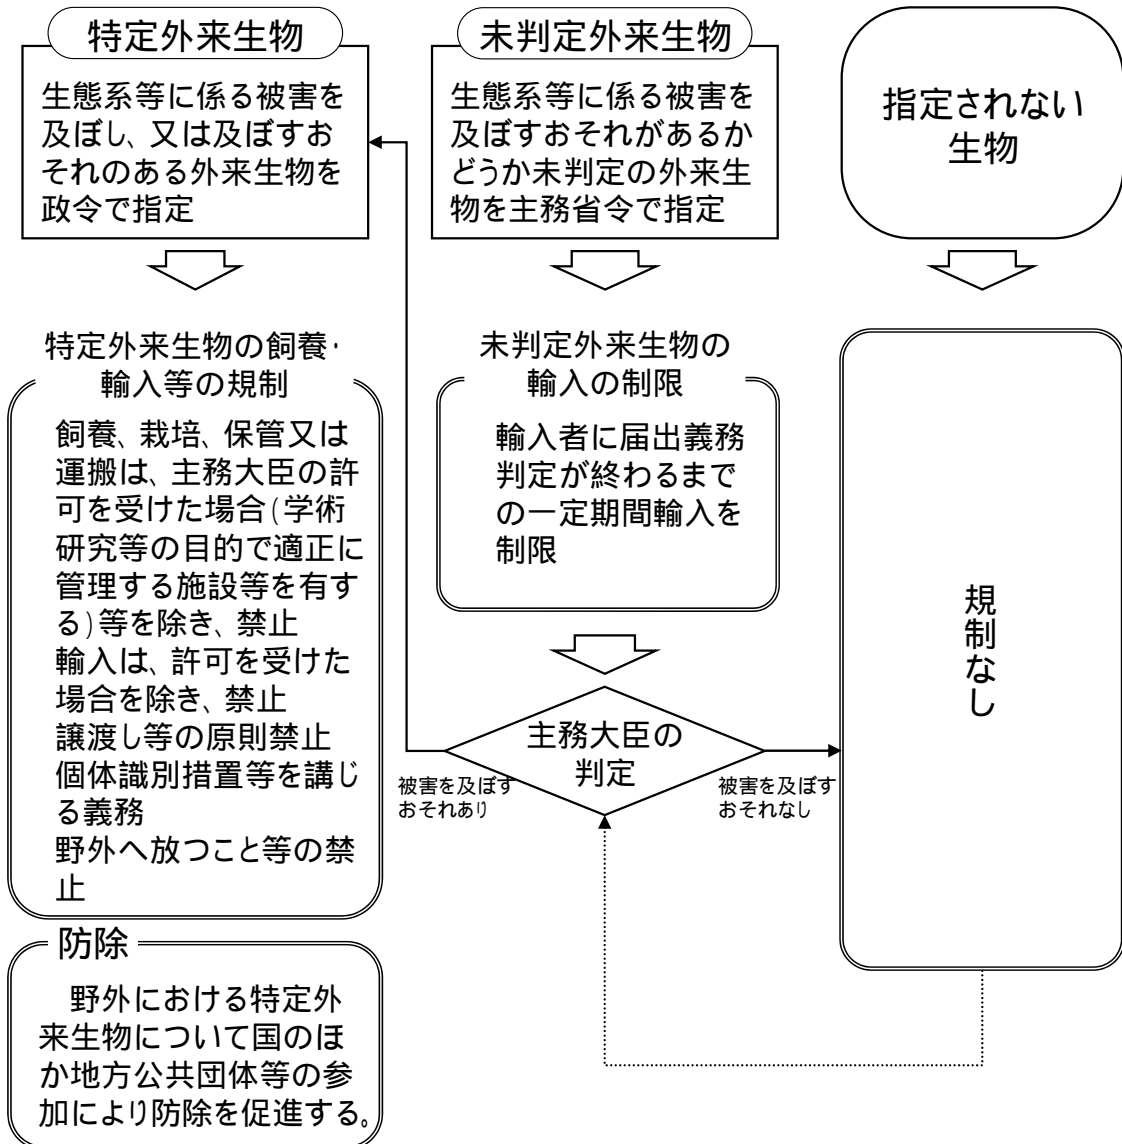 特定外来生物
生態系等に係る被害を
及ぼし、又は及ぼすお
それのある外来生物を
政令で指定
未判定外来生物
生態系等に係る被害を
及ぼすおそれがあるか
どうか未判定の外来生
物を主務省令で指定
指定されない
生物
特定外来生物の飼養・
輸入等の規制
飼養、栽培、保管又は
運搬は、主務大臣の許
可を受けた場合(学術
研究等の目的で適正に
管理する施設等を有す
る)等を除き、禁止
輸入は、許可を受けた
場合を除き、禁止
譲渡し等の原則禁止
個体識別措置等を講じ
る義務
野外へ放つこと等の禁
止
未判定外来生物の
輸入の制限
輸入者に届出義務
判定が終わるまで
の一定期間輸入を
制限
主務大臣の
判定
被害を及ぼす
おそれあり
被害を及ぼす
おそれなし
規制なし
防除
野外における特定外
来生物について国のほ
か地方公共団体等の参
加により防除を促進する。